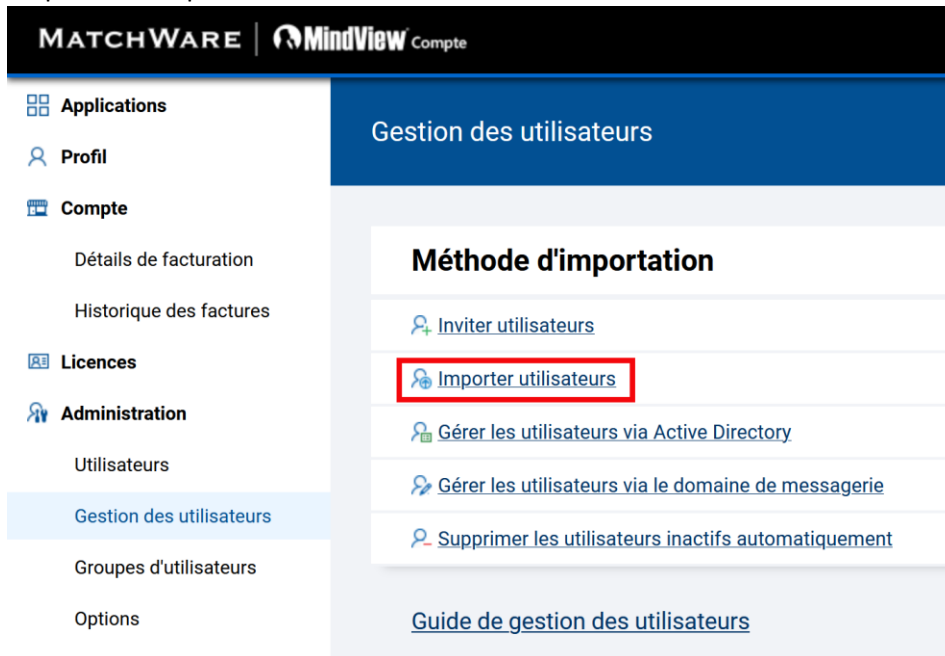 MATCHWARE | MindView Compte
Applications
Profil
Compte
Détails de facturation
Historique des factures
Licences
Administration
Utilisateurs
Gestion des utilisateurs
Groupes d'utilisateurs
Options
Gestion des utilisateurs
Méthode d'importation
Inviter utilisateurs
Importer utilisateurs
Gérer les utilisateurs via Active Directory
Gérer les utilisateurs via le domaine de messagerie
Supprimer les utilisateurs inactifs automatiquement
Guide de gestion des utilisateurs